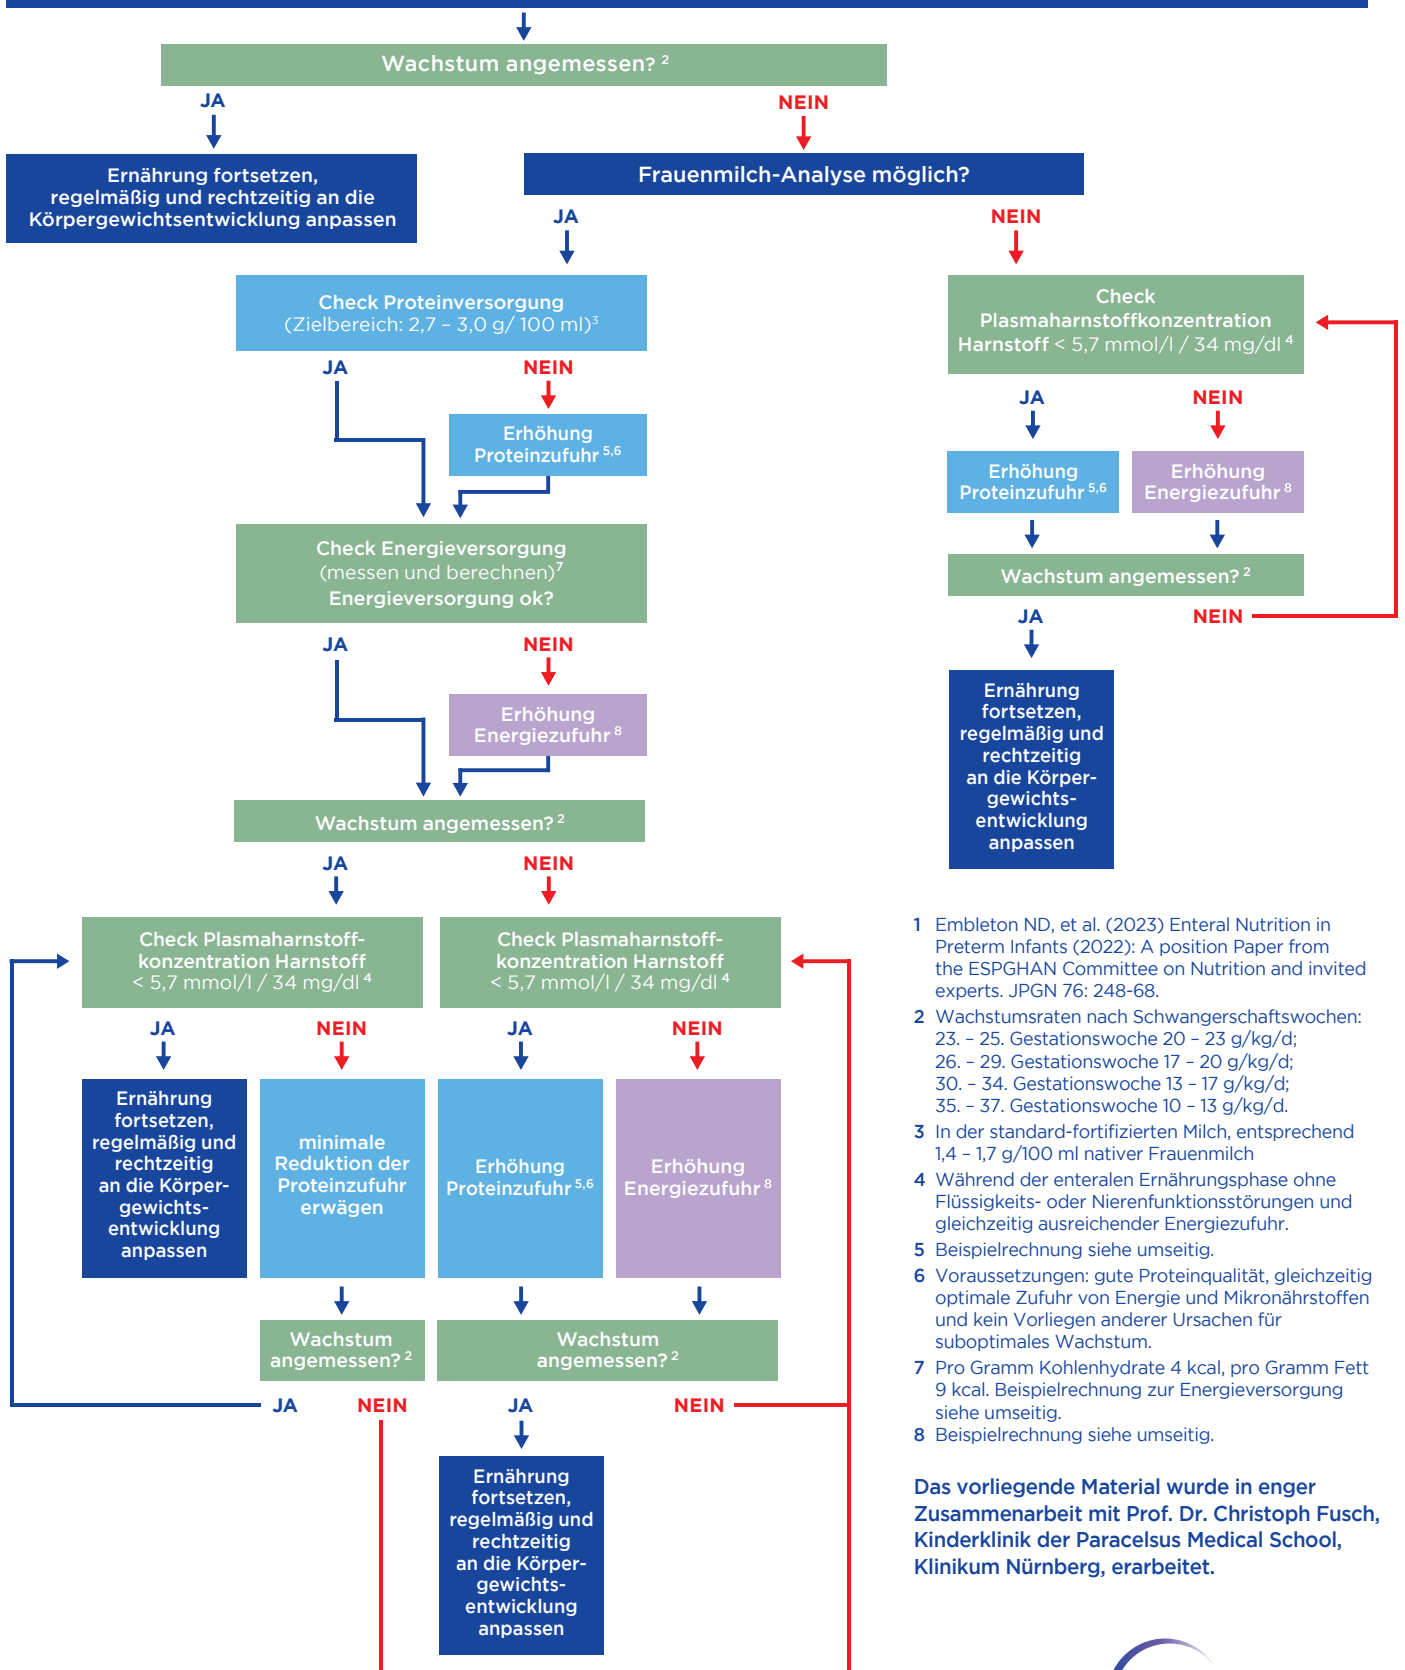 Wachstum angemessen? 2
JA
NEIN
Ernährung fortsetzen,
regelmäßig und rechtzeitig an die
Körpergewichtsentwicklung anpassen
Frauenmilch-Analyse möglich?
JA
NEIN
Check Proteinversorgung
(Zielbereich: 2,7 – 3,0 g/ 100 ml)3
JA
NEIN
Erhöhung
Proteinzufuhr 5,6
Check Energieversorgung
(messen und berechnen)7
Energieversorgung ok?
JA
NEIN
Erhöhung
Energiezufuhr 8
Wachstum angemessen? 2
JA
NEIN
Check
Plasmaharnstoffkonzentration
Harnstoff < 5,7 mmol/l / 34 mg/dl 4
JA
NEIN
Erhöhung
Proteinzufuhr 5,6
Erhöhung
Energiezufuhr 8
Wachstum angemessen? 2
JA
NEIN
Ernährung
fortsetzen,
regelmäßig und
rechtzeitig
an die Körper-
gewichts-
entwicklung
anpassen
Check Plasmaharnstoff-
konzentration Harnstoff
< 5,7 mmol/l / 34 mg/dl 4
JA
NEIN
Check Plasmaharnstoff-
konzentration Harnstoff
< 5,7 mmol/l / 34 mg/dl 4
JA
NEIN
Ernährung
fortsetzen,
regelmäßig und
rechtzeitig
an die Körper-
gewichts-
entwicklung
anpassen
minimale
Reduktion der
Proteinzufuhr
erwägen
Erhöhung
Proteinzufuhr 5,6
Erhöhung
Energiezufuhr 8
Wachstum
angemessen? 2
JA
NEIN
Wachstum
angemessen? 2
JA
NEIN
Ernährung
fortsetzen,
regelmäßig und
rechtzeitig
an die Körper-
gewichts-
entwicklung
anpassen
1 Embleton ND, et al. (2023) Enteral Nutrition in
Preterm Infants (2022): A position Paper from
the ESPGHAN Committee on Nutrition and invited
experts. JPGN 76: 248-68.
2 Wachstumsraten nach Schwangerschaftswochen:
23. – 25. Gestationswoche 20 – 23 g/kg/d;
26. – 29. Gestationswoche 17 – 20 g/kg/d;
30. – 34. Gestationswoche 13 – 17 g/kg/d;
35. – 37. Gestationswoche 10 – 13 g/kg/d.
3 In der standard-fortifizierten Milch, entsprechend
1,4 – 1,7 g/100 ml nativer Frauenmilch
4 Während der enteralen Ernährungsphase ohne
Flüssigkeits- oder Nierenfunktionsstörungen und
gleichzeitig ausreichender Energiezufuhr.
5 Beispielrechnung siehe umseitig.
6 Voraussetzungen: gute Proteinqualität, gleichzeitig
optimale Zufuhr von Energie und Mikronährstoffen
und kein Vorliegen anderer Ursachen für
suboptimales Wachstum.
7 Pro Gramm Kohlenhydrate 4 kcal, pro Gramm Fett
9 kcal. Beispielrechnung zur Energieversorgung
siehe umseitig.
8 Beispielrechnung siehe umseitig.
Das vorliegende Material wurde in enger
Zusammenarbeit mit Prof. Dr. Christoph Fusch,
Kinderklinik der Paracelsus Medical School,
Klinikum Nürnberg, erarbeitet.